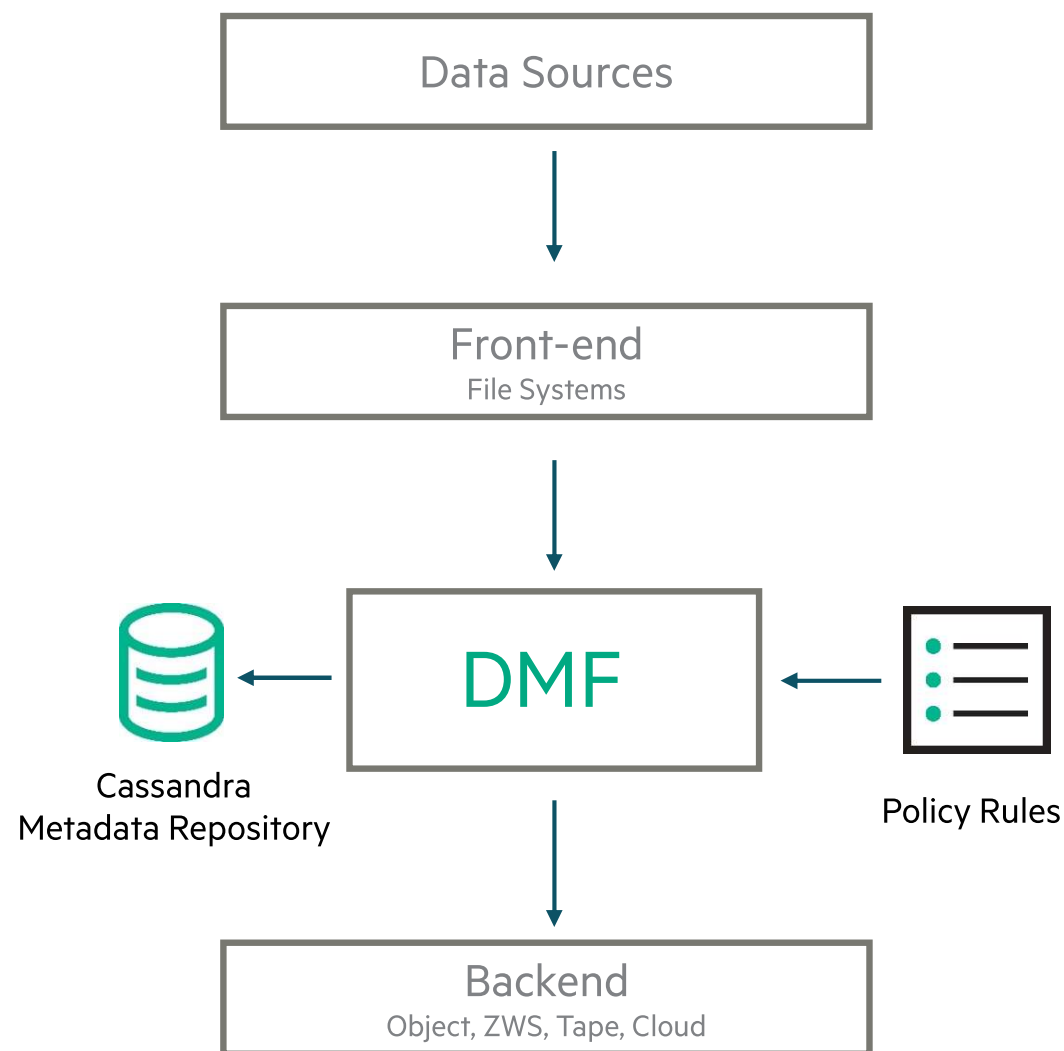 Data Sources
Front-end
File Systems
DMF
Cassandra
Metadata Repository
Policy Rules
Backend
Object, ZWS, Tape, Cloud